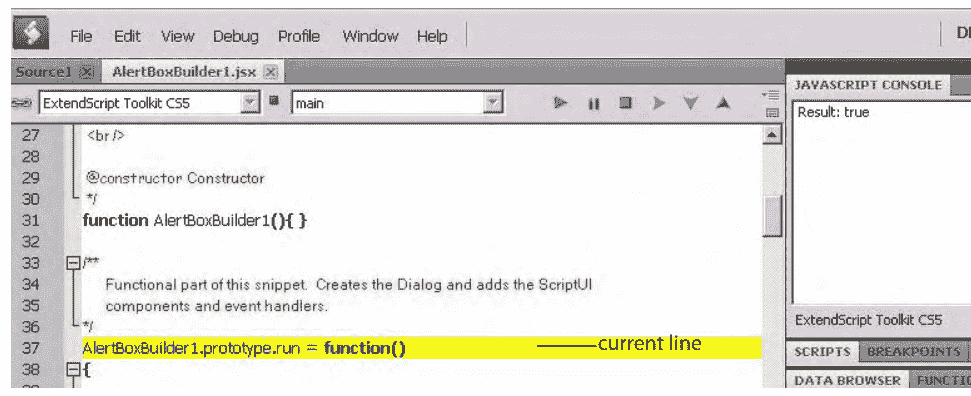 File Edit View Debug Profile Window Help
Source1 AlertBoxBuilder1.jsx
ExtendScript Toolkit CS5 main
JAVASCRIPT CONSOLE
Result: true
27 <br />
28
29 @constructor Constructor
30 */
31 function AlertBoxBuilder1(){ }
32
33 /**
34 Functional part of this snippet. Creates the Dialog and adds the ScriptUI
35 components and event handlers.
36 */
37 AlertBoxBuilder1.prototype.run = function() current line
38 {
ExtendScript Toolkit CS5
SCRIPTS BREAKPOINTS
DATA BROWSER